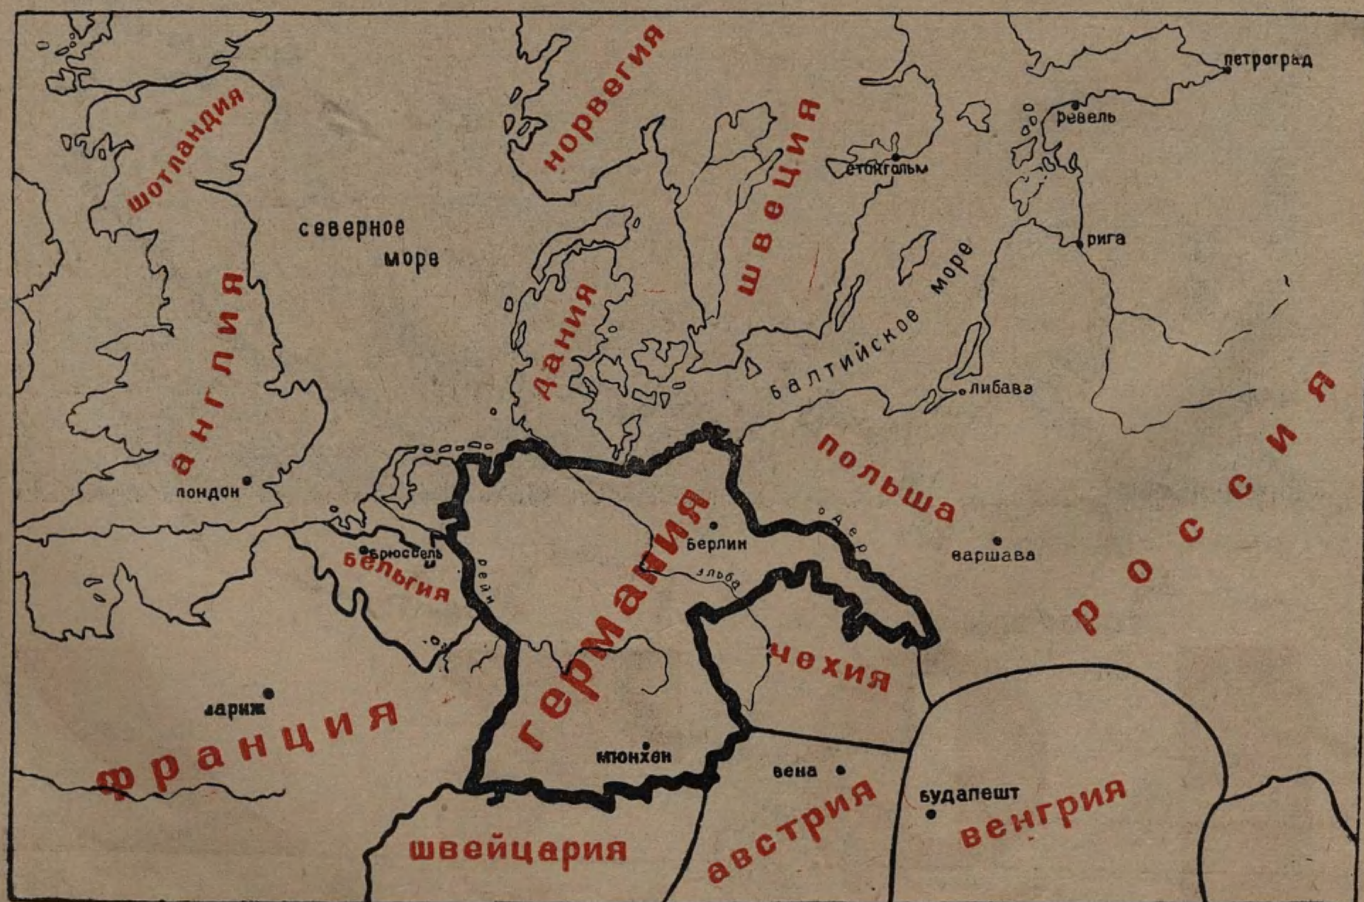 петроград
норвегия
ревель
шотландия
швеция
стокгольм
северное
море
рига
балтийское море
дания
англия
либава
россия
польша
лондон
одер
берлин
варшава
брюссель
бельгия
рейн
эльба
германия
чехия
париж
франция
мюнхен
вена
будапешт
австрия
венгрия
швейцария